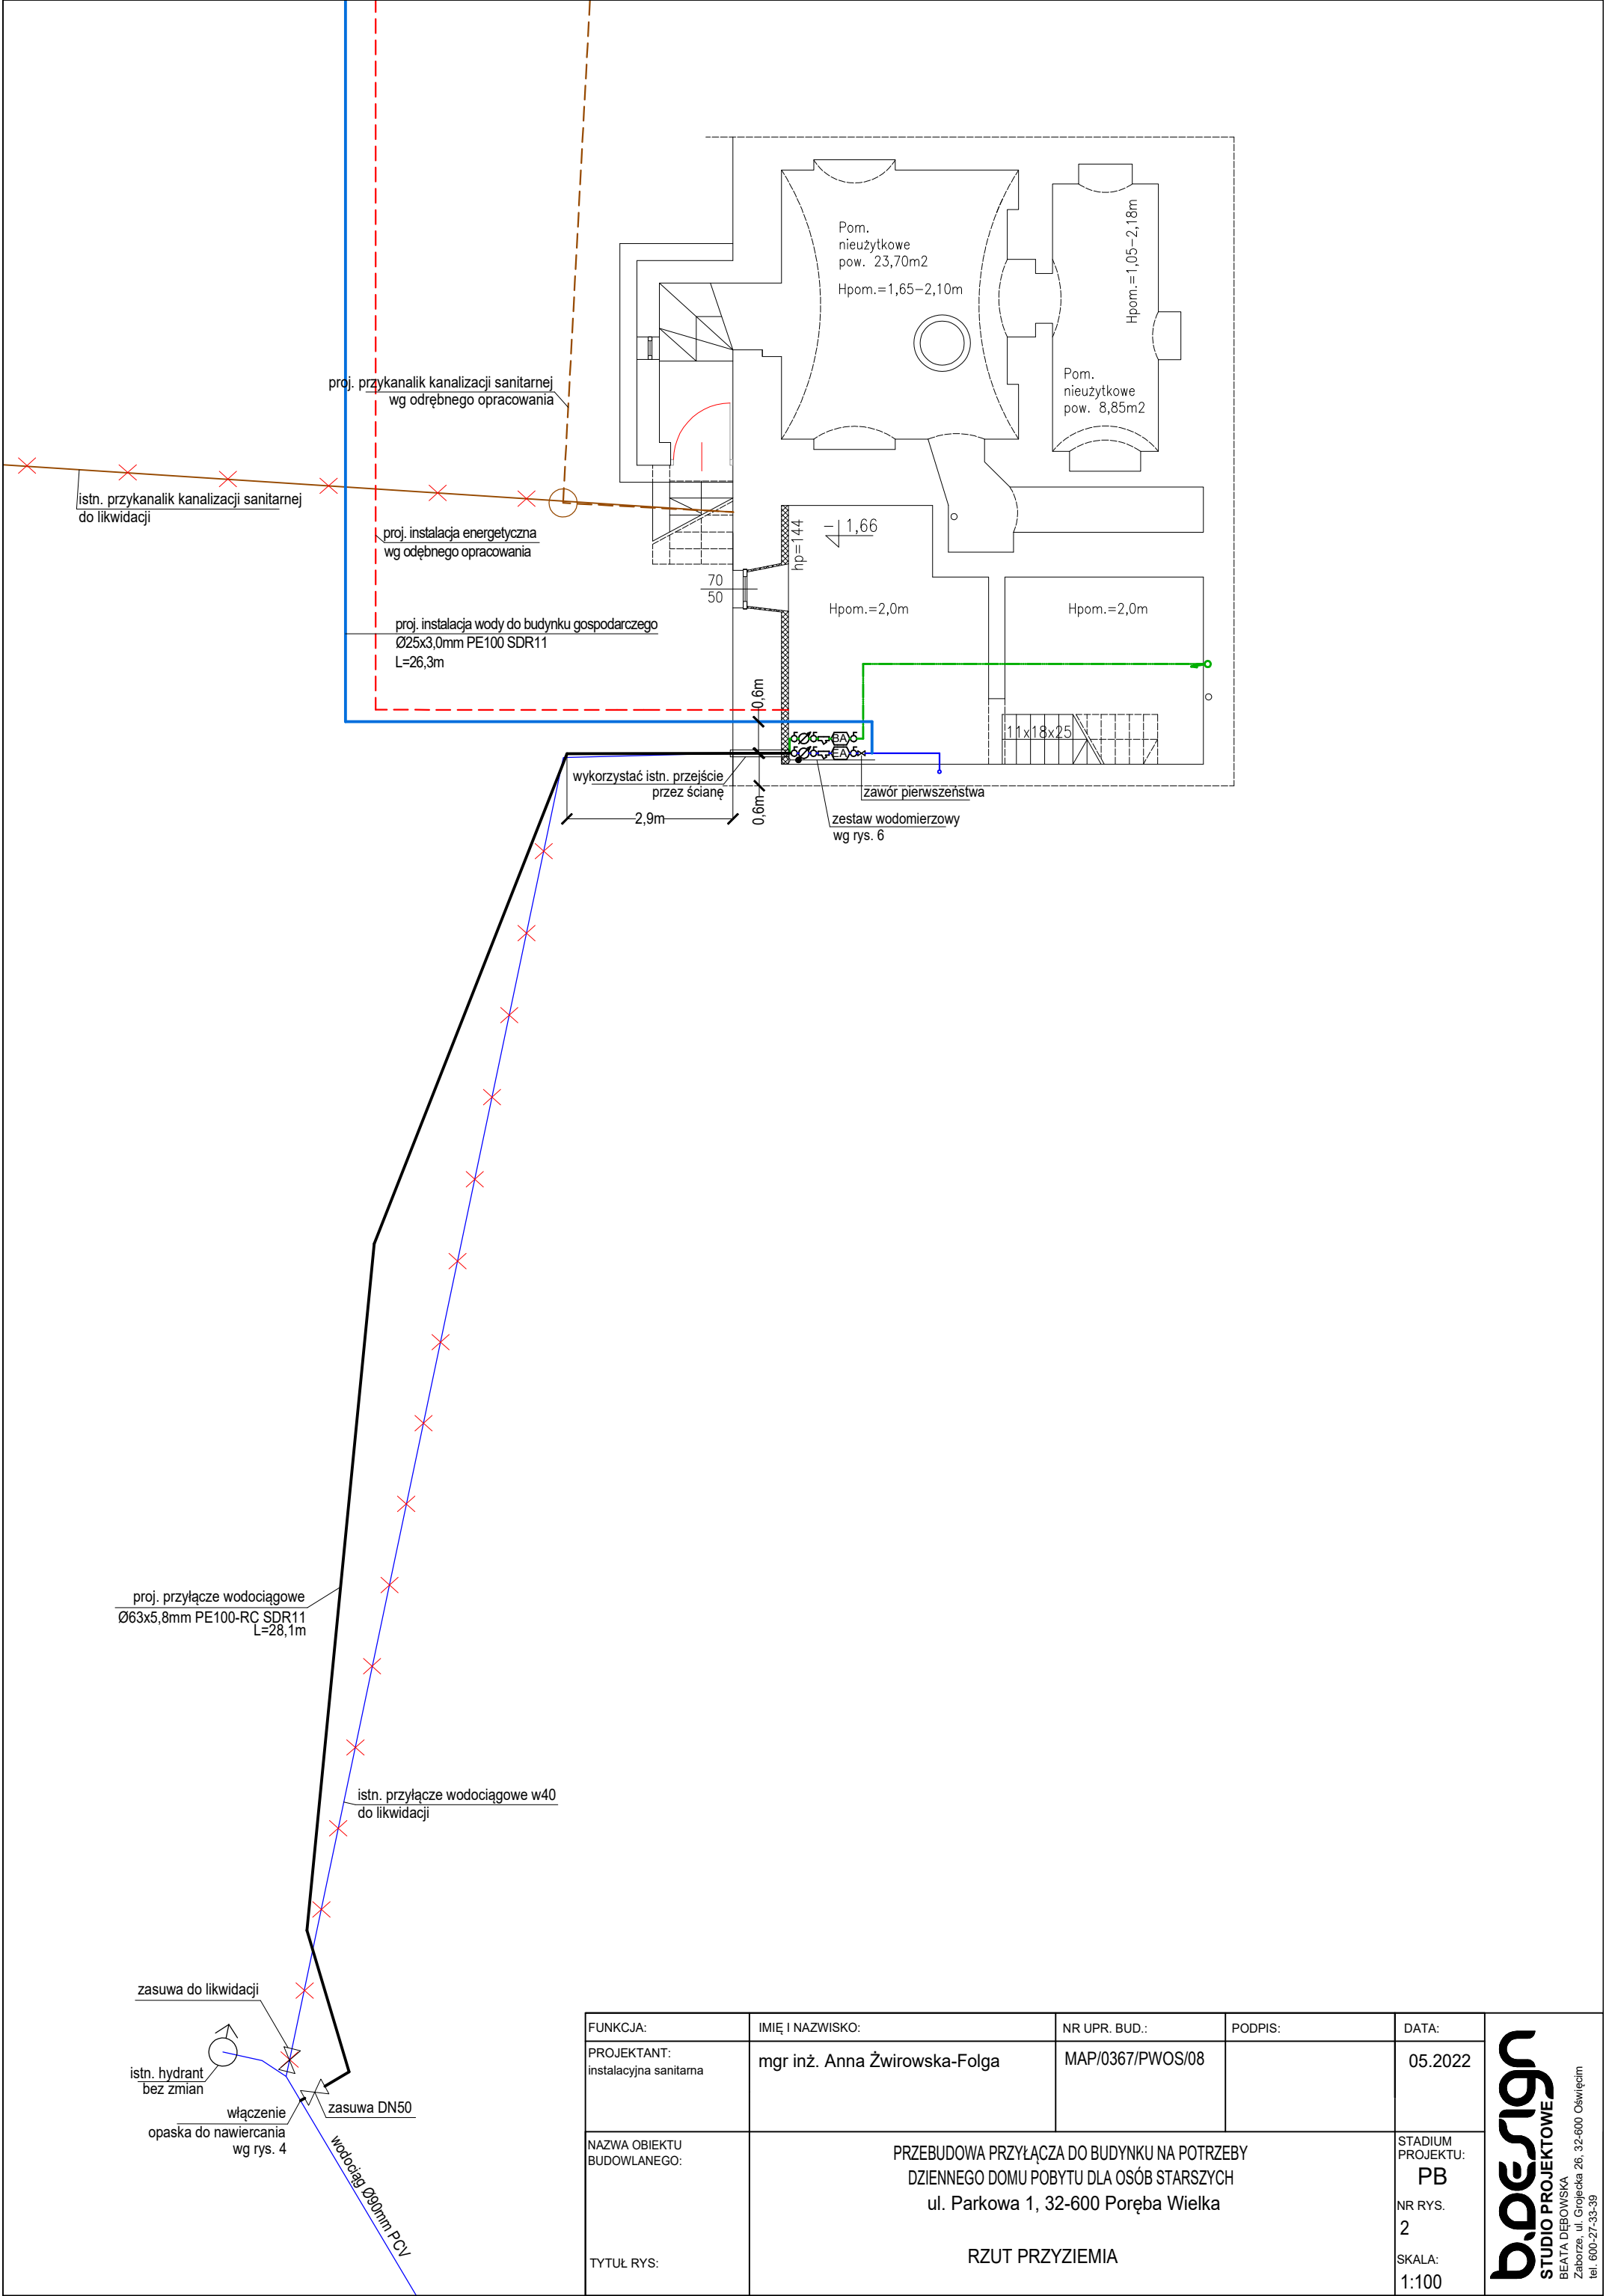 Pom.
nieużytkowe
pow. 23,70m2
Hpom.=1,65-2,10m
Hpom.=1,05-2,18m
Pom.
nieużytkowe
pow. 8,85m2
proj. przykanalik kanalizacji sanitarnej
wg odrębnego opracowania
istn. przykanalik kanalizacji sanitarnej
do likwidacji
proj. instalacja energetyczna
wg odębnego opracowania
hp=144
1,66
70
50
Hpom.=2,0m
Hpom.=2,0m
proj. instalacja wody do budynku gospodarczego
Ø25x3,0mm PE100 SDR11
L=26,3m
0,6m
11x18x25
BA
EA
wykorzystać istn. przejście
przez ścianę
0,6m
2,9m
zawór pierwszeństwa
zestaw wodomierzowy
wg rys. 6
proj. przyłącze wodociągowe
Ø63x5,8mm PE100-RC SDR11
L=28,1m
istn. przyłącze wodociągowe w40
do likwidacji
zasuwa do likwidacji
istn. hydrant
bez zmian
zasuwa DN50
włączenie
opaska do nawiercania
wg rys. 4
wodociąg Ø90mm PCV
FUNKCJA:
IMIĘ I NAZWISKO:
NR UPR. BUD.:
PODPIS:
DATA:
PROJEKTANT:
instalacyjna sanitarna
mgr inż. Anna Żwirowska-Folga
MAP/0367/PWOS/08
05.2022
NAZWA OBIEKTU
BUDOWLANEGO:
PRZEBUDOWA PRZYŁĄCZA DO BUDYNKU NA POTRZEBY
DZIENNEGO DOMU POBYTU DLA OSÓB STARSZYCH
ul. Parkowa 1, 32-600 Poręba Wielka
STADIUM
PROJEKTU:
PB
NR RYS.
2
TYTUŁ RYS:
RZUT PRZYZIEMIA
SKALA:
1:100
b.DESIGN
STUDIO PROJEKTOWE
BEATA DĘBOWSKA
Zaborze, ul. Grojecka 26, 32-600 Oświęcim
tel. 600-27-33-39